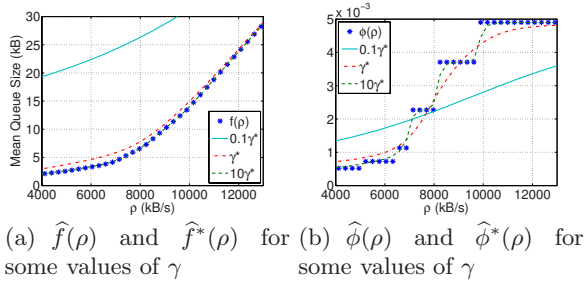 30
25
20
15
10
5
0
Mean Queue Size (kB)
4000 6000 8000 10000 12000
ρ (kB/s)
f(ρ)
0.1γ*
γ*
10γ*
5 x 10⁻³
4
3
2
1
0
4000 6000 8000 10000 12000
ρ (kB/s)
ϕ(ρ)
0.1γ*
γ*
10γ*
(a) f̂(ρ) and f̂*(ρ) for
some values of γ
(b) ϕ̂(ρ) and ϕ̂*(ρ) for
some values of γ